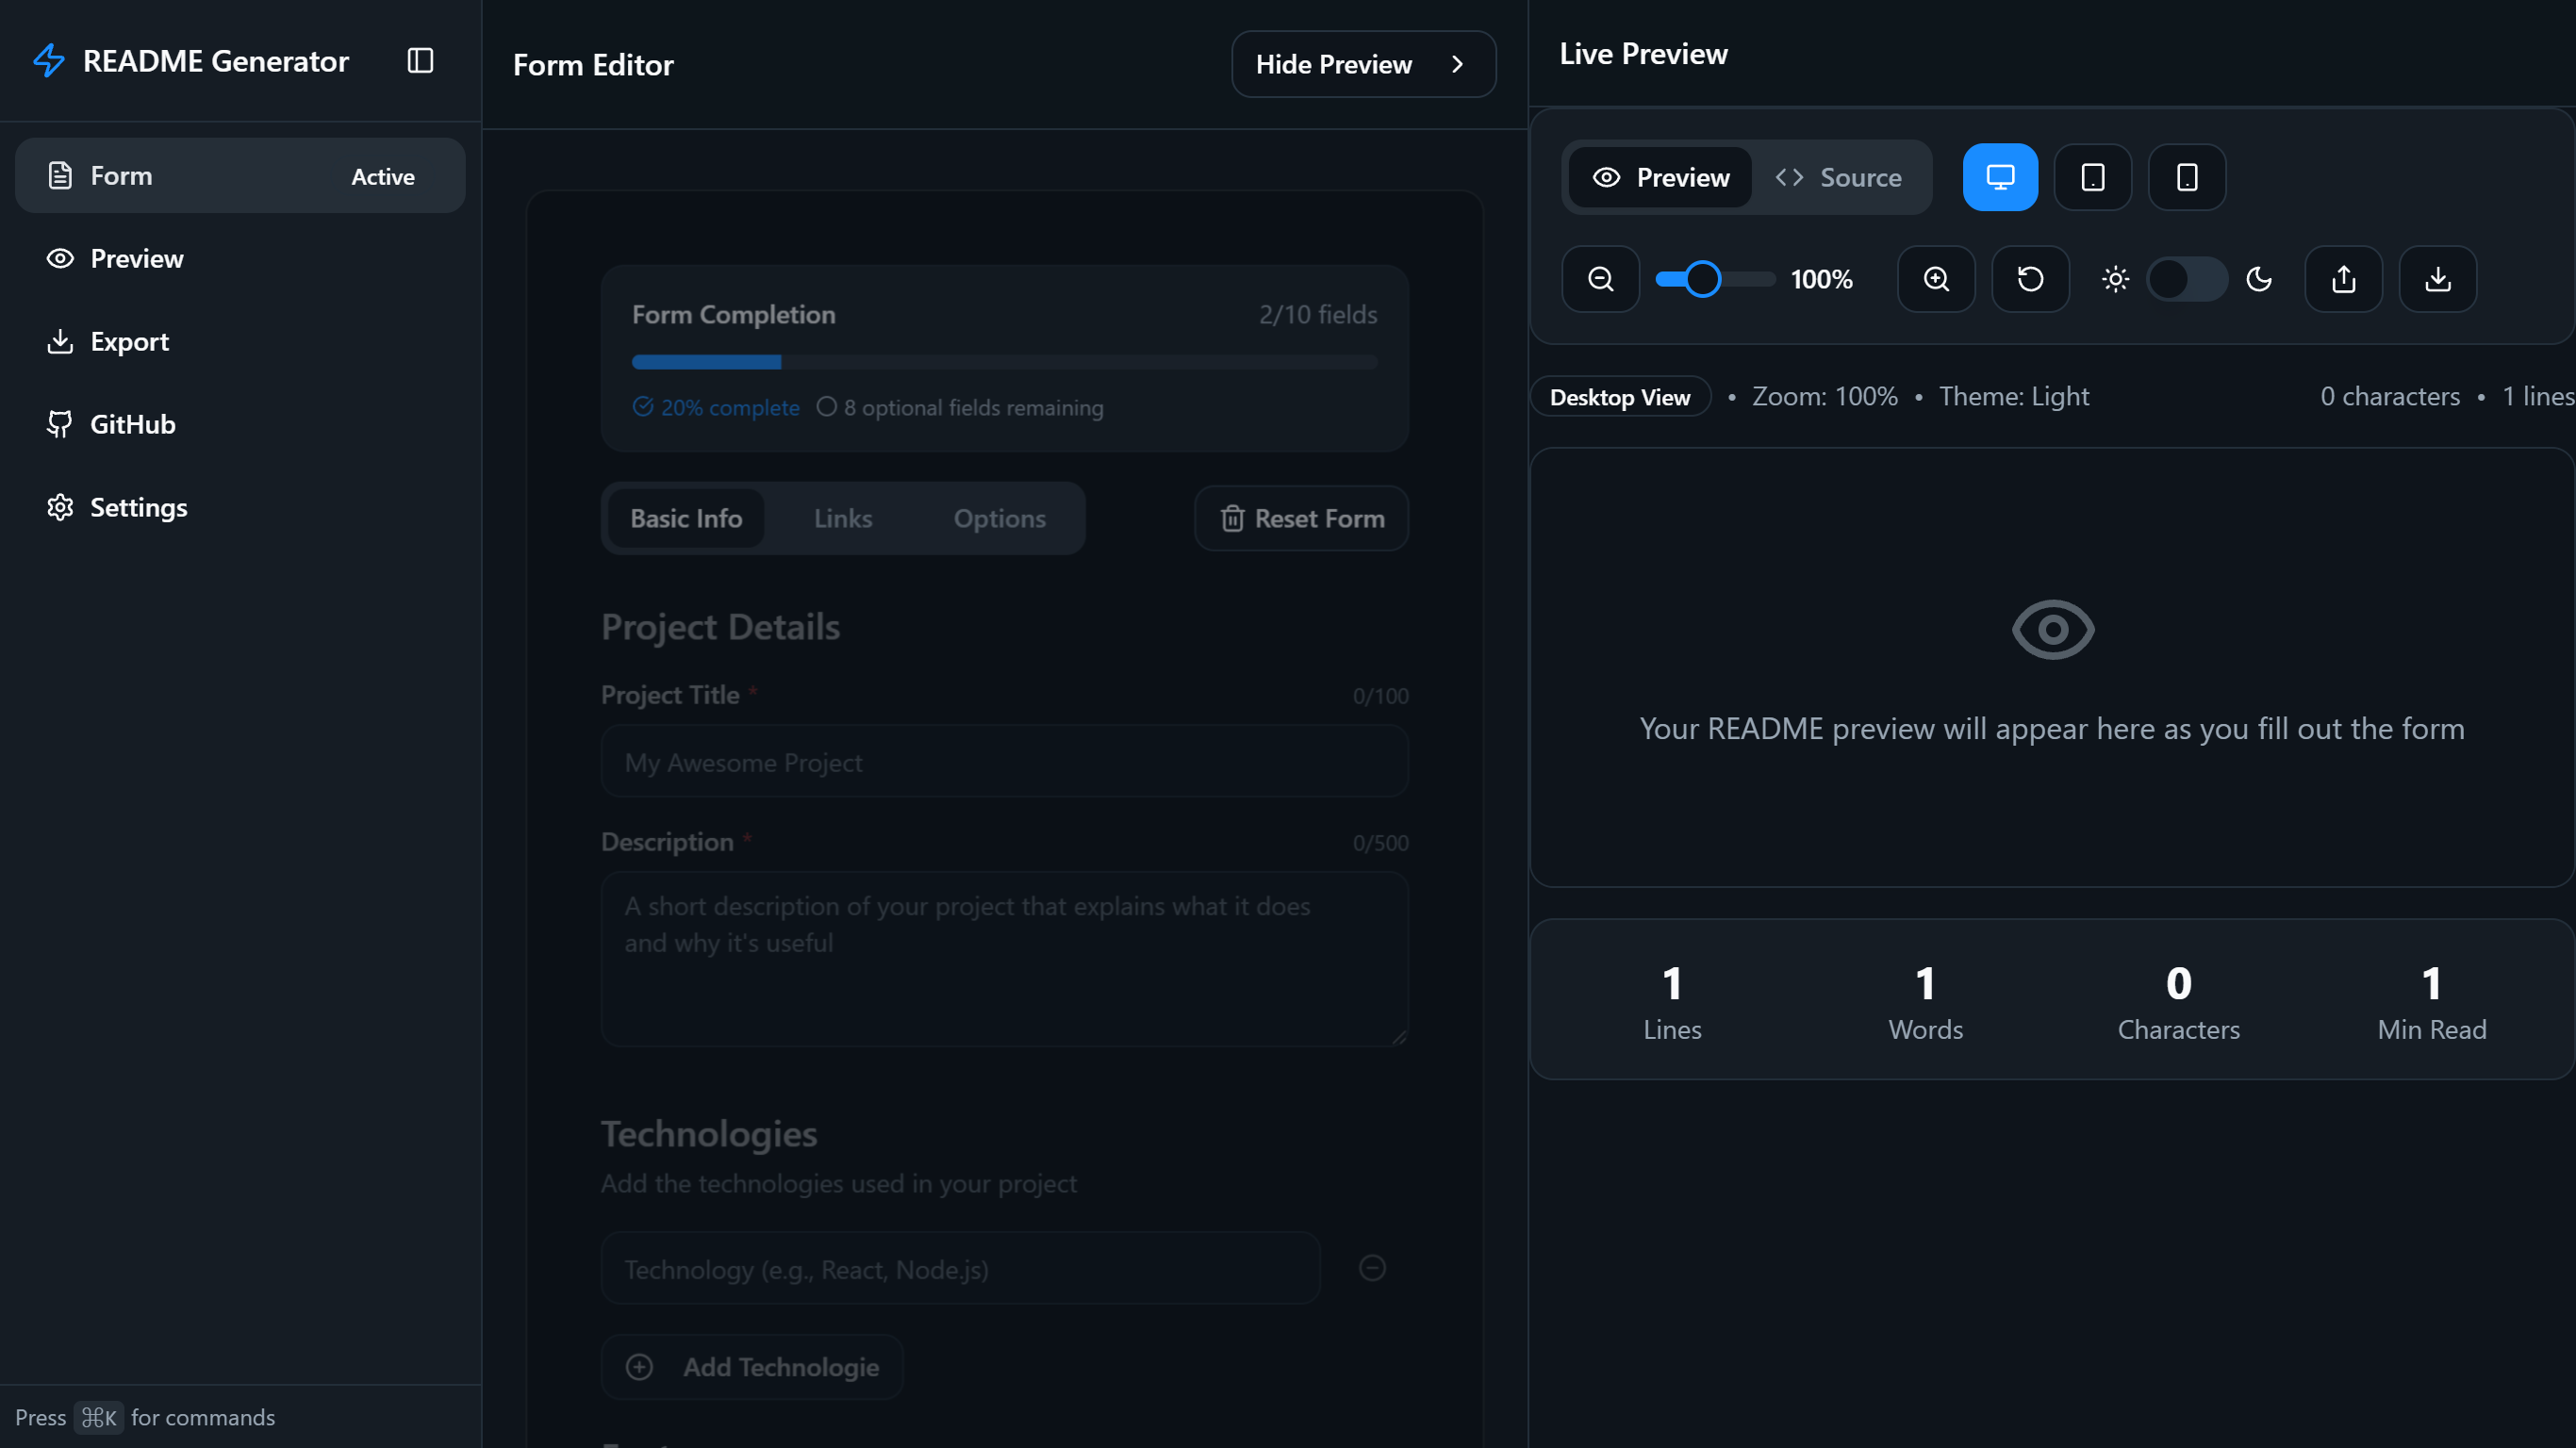 README Generator
Form
Active
Preview
Export
GitHub
Settings
Press ⌘K for commands
Form Editor
Hide Preview
Form Completion
2/10 fields
20% complete
8 optional fields remaining
Basic Info
Links
Options
Reset Form
Project Details
Project Title *
0/100
My Awesome Project
Description *
0/500
A short description of your project that explains what it does
and why it's useful
Technologies
Add the technologies used in your project
Technology (e.g., React, Node.js)
Add Technologie
Live Preview
Preview
Source
100%
Desktop View • Zoom: 100% • Theme: Light
0 characters • 1 lines
Your README preview will appear here as you fill out the form
1
Lines
1
Words
0
Characters
1
Min Read